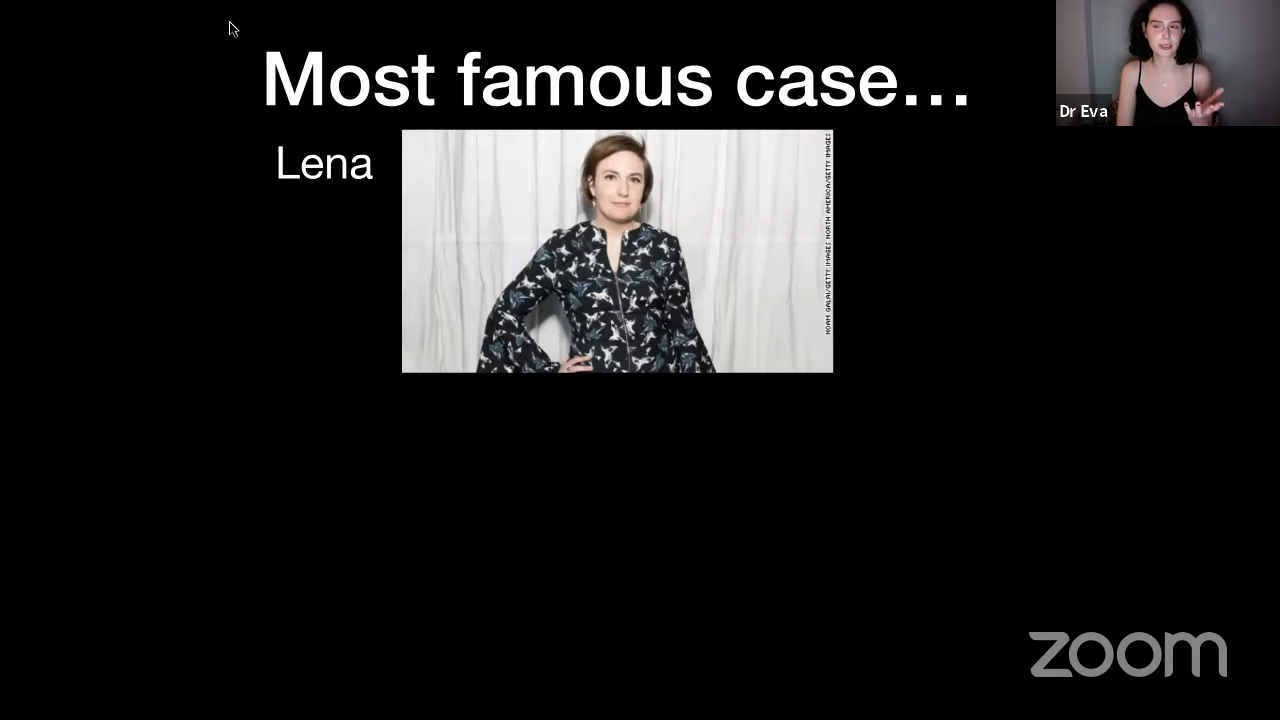 Most famous case...
Dr Eva
Lena
NOAM GALAI/GETTY IMAGES NORTH AMERICA/GETTY IMAGES
zoom